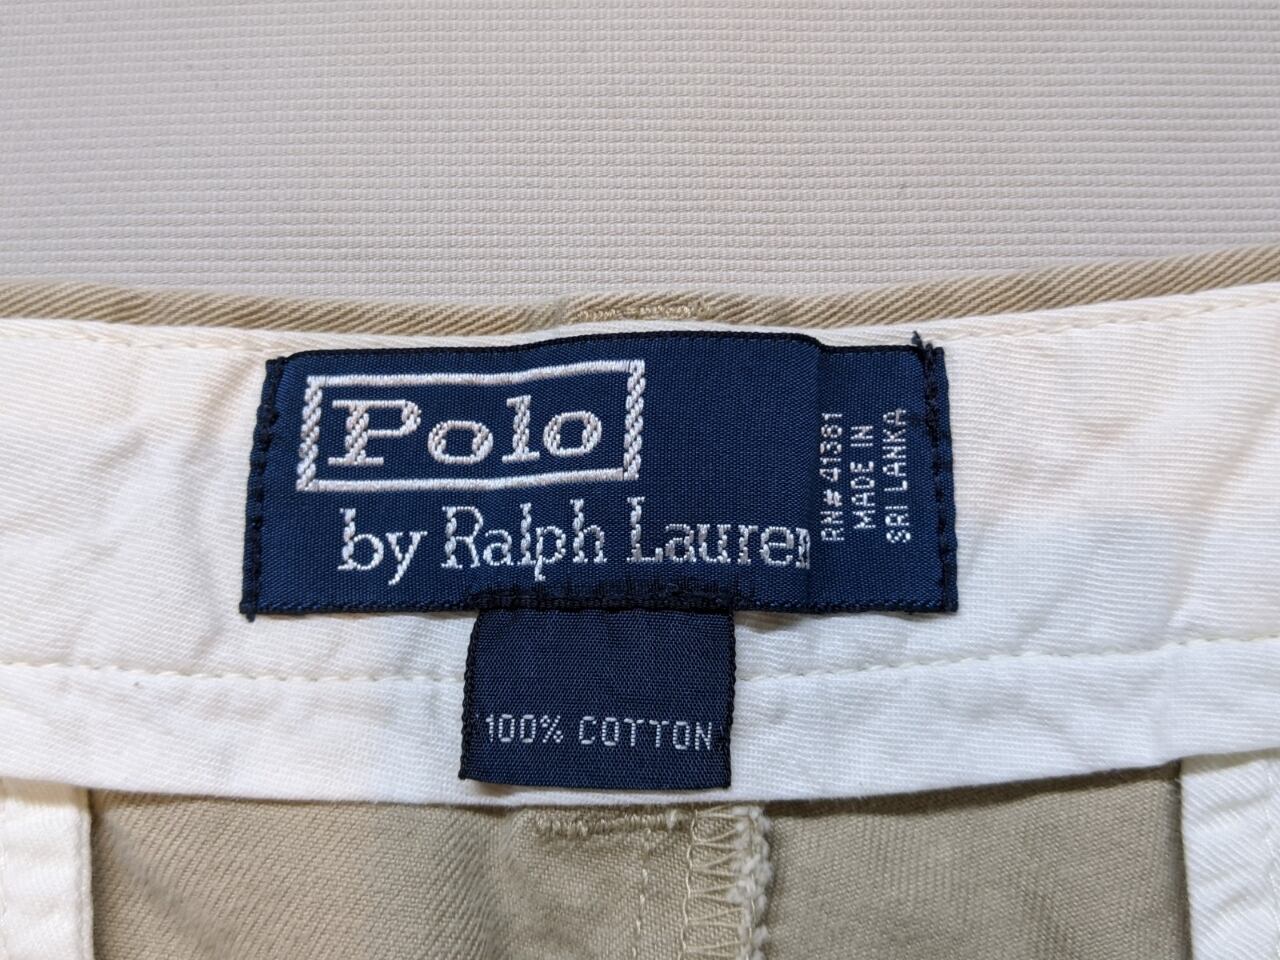 Polo
by Ralph Lauren
RN# 41381
MADE IN
SRI LANKA
100% COTTON